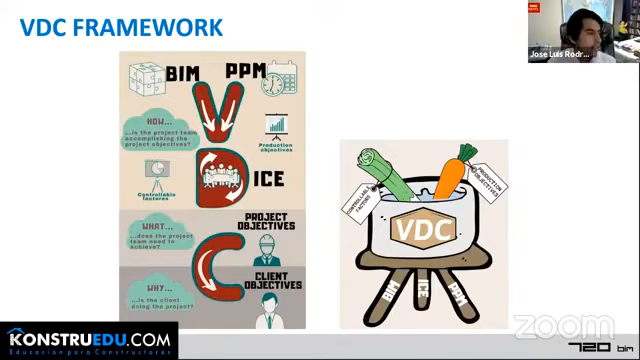 VDC FRAMEWORK
BIM
PPM
V
HOW...
...is the project team
accomplishing the
project objectives?
Production
objectives
D
ICE
Controllable
factores
C
WHAT...
...does the project
team need to
achieve?
PROJECT
OBJECTIVES
WHY...
...is the client
doing the project?
CLIENT
OBJECTIVES
CONTROLLABLE
FACTORS
PRODUCTION
OBJECTIVES
VDC
BIM
ICE
PPM
Jose Luis Rodr...
KONSTRUEDU.COM
Educacion para Constructores
zoom
720 bim